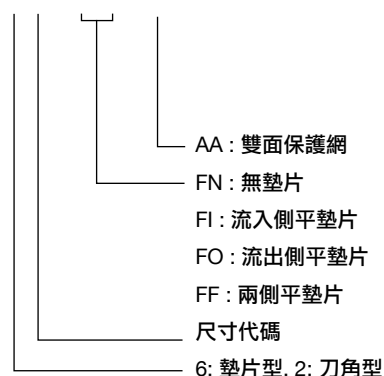 AA : 雙面保護網
FN : 無墊片
FI : 流入側平墊片
FO : 流出側平墊片
FF : 兩側平墊片
尺寸代碼
6: 墊片型, 2: 刀角型